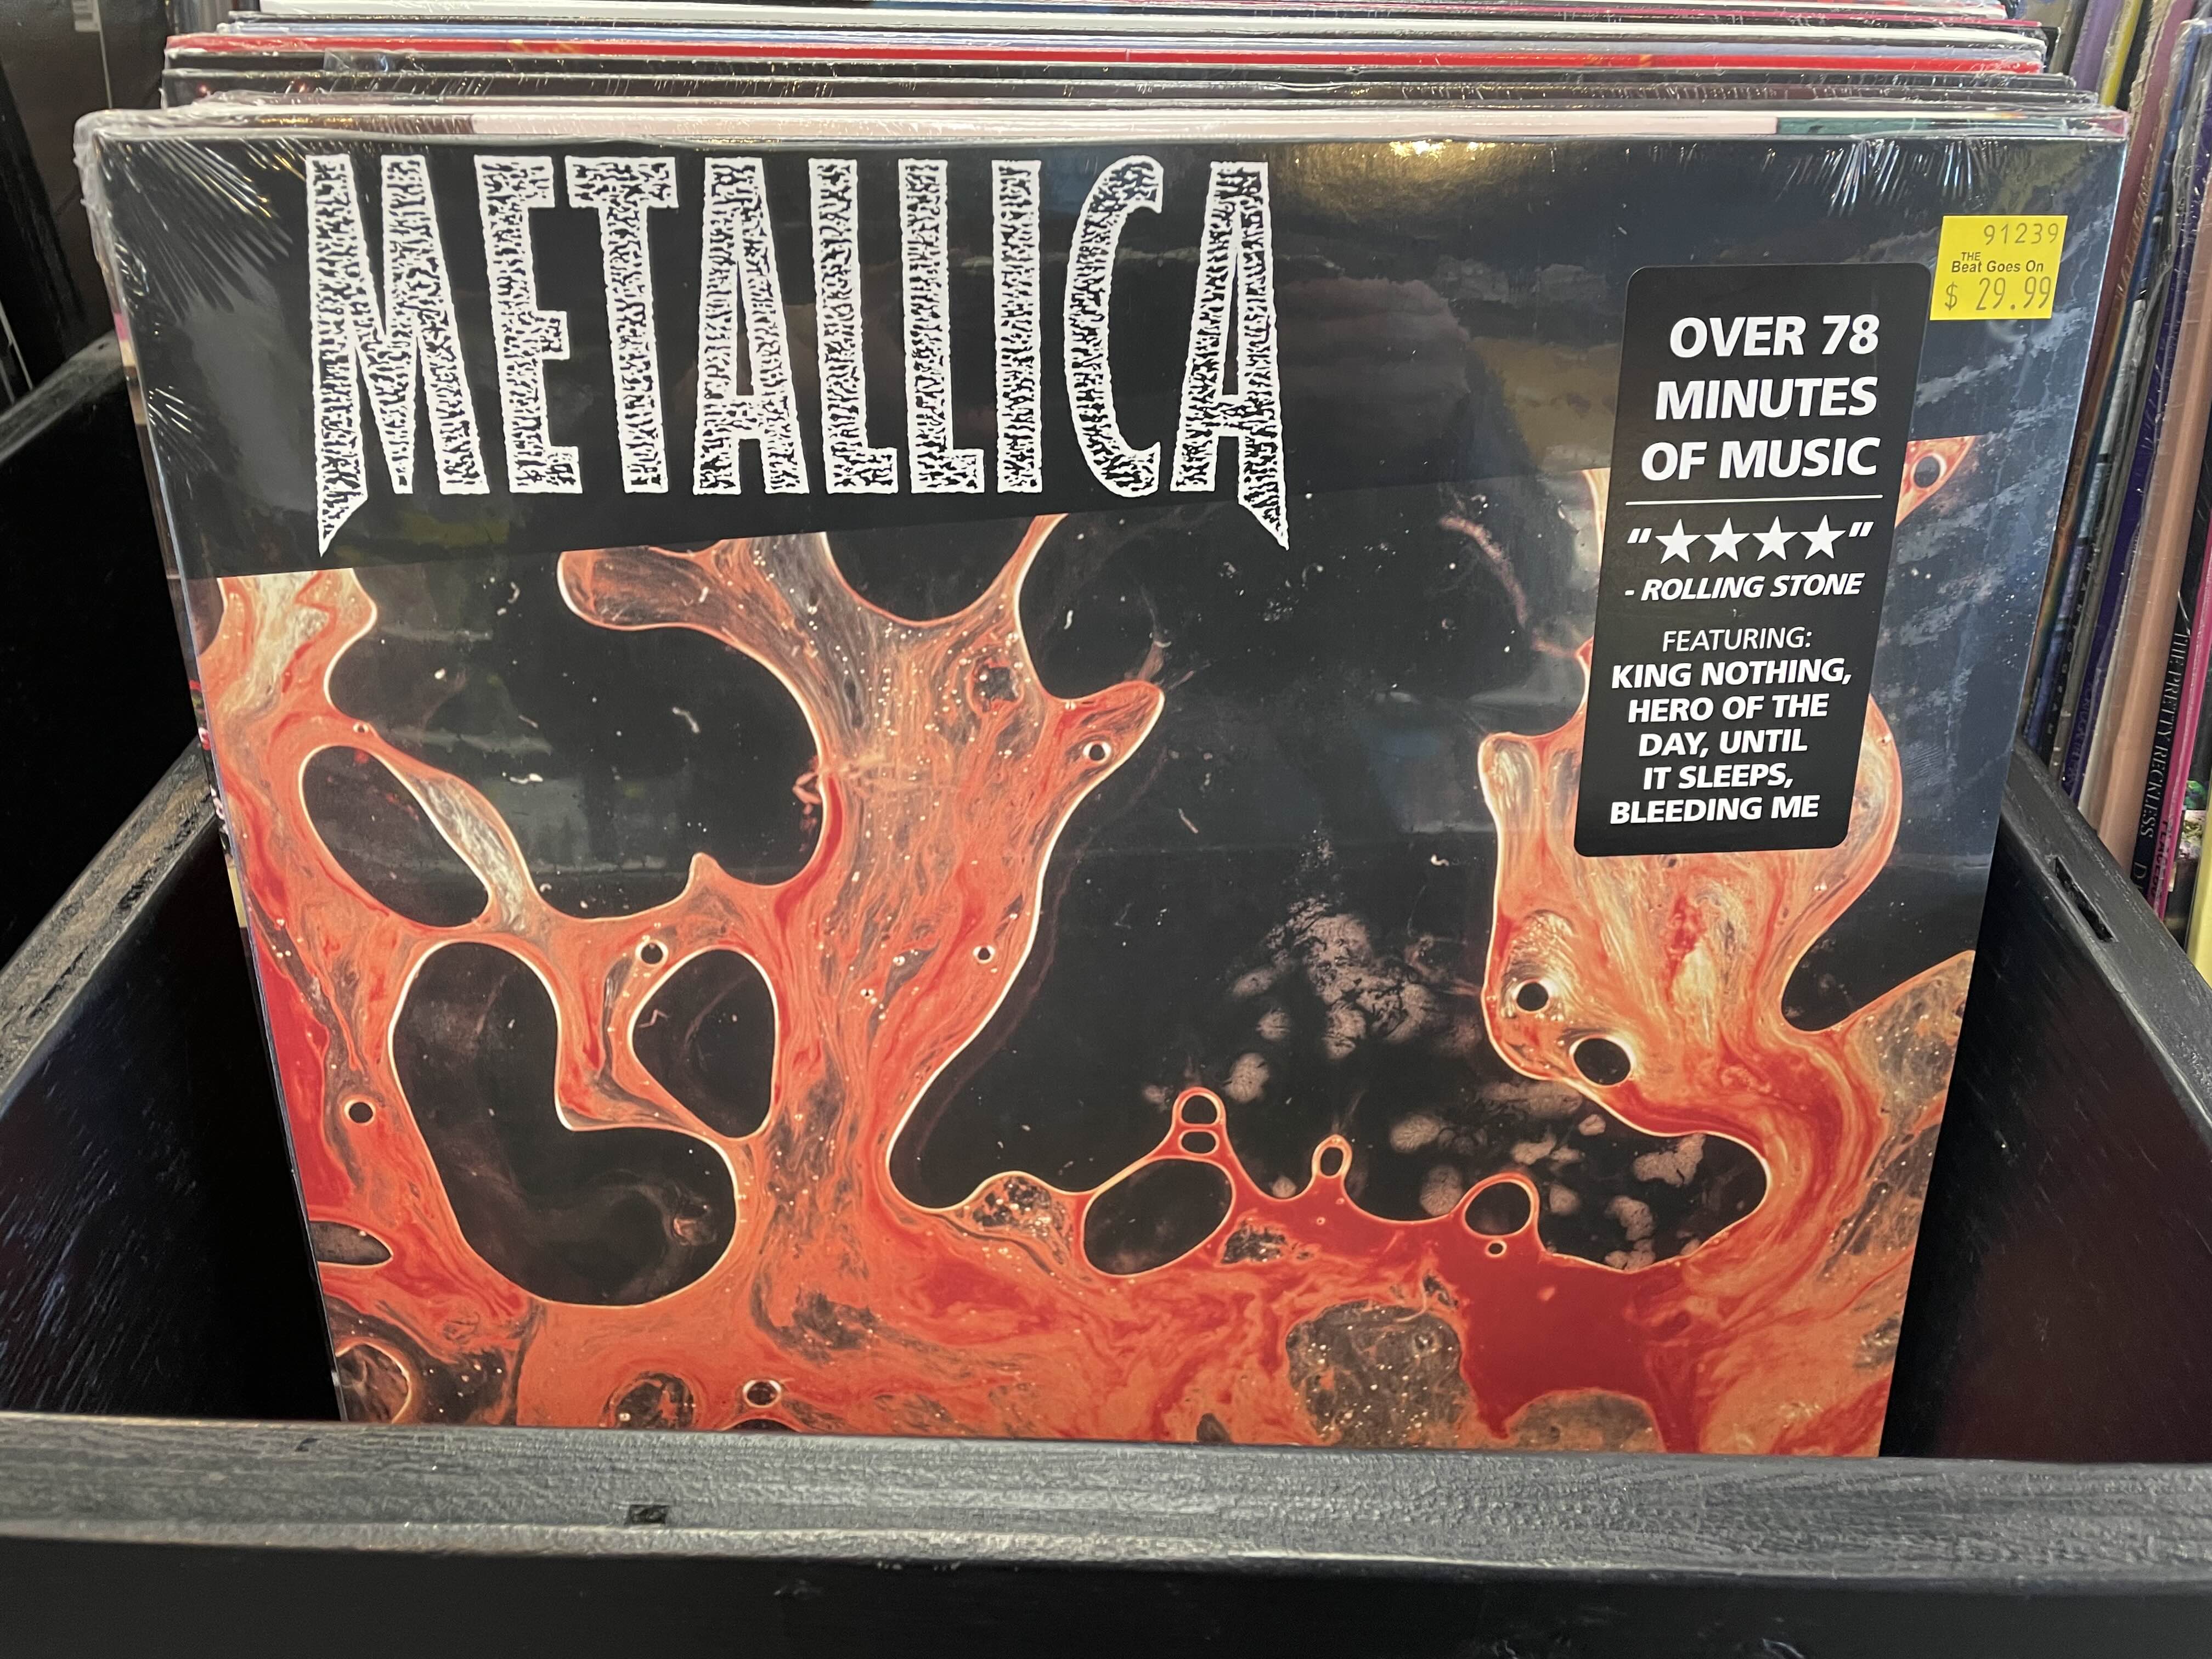 METALLICA
91239
THE
Beat Goes On
$ 29.99
OVER 78
MINUTES
OF MUSIC
"★★★★"
- ROLLING STONE
FEATURING:
KING NOTHING,
HERO OF THE
DAY, UNTIL
IT SLEEPS,
BLEEDING ME
THE PRETTY RECKLESS